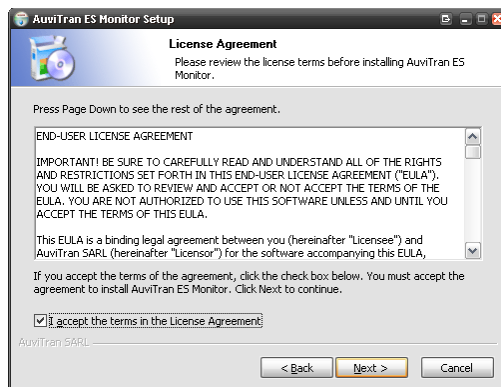 AuviTran ES Monitor Setup
License Agreement
Please review the license terms before installing AuviTran ES
Monitor.
Press Page Down to see the rest of the agreement.
END-USER LICENSE AGREEMENT
IMPORTANT! BE SURE TO CAREFULLY READ AND UNDERSTAND ALL OF THE RIGHTS
AND RESTRICTIONS SET FORTH IN THIS END-USER LICENSE AGREEMENT ("EULA").
YOU WILL BE ASKED TO REVIEW AND ACCEPT OR NOT ACCEPT THE TERMS OF THE
EULA. YOU ARE NOT AUTHORIZED TO USE THIS SOFTWARE UNLESS AND UNTIL YOU
ACCEPT THE TERMS OF THIS EULA.
This EULA is a binding legal agreement between you (hereinafter "Licensee") and
AuviTran SARL (hereinafter "Licensor") for the software accompanying this EULA,
If you accept the terms of the agreement, click the check box below. You must accept the
agreement to install AuviTran ES Monitor. Click Next to continue.
I accept the terms in the License Agreement
AuviTran SARL
< Back
Next >
Cancel